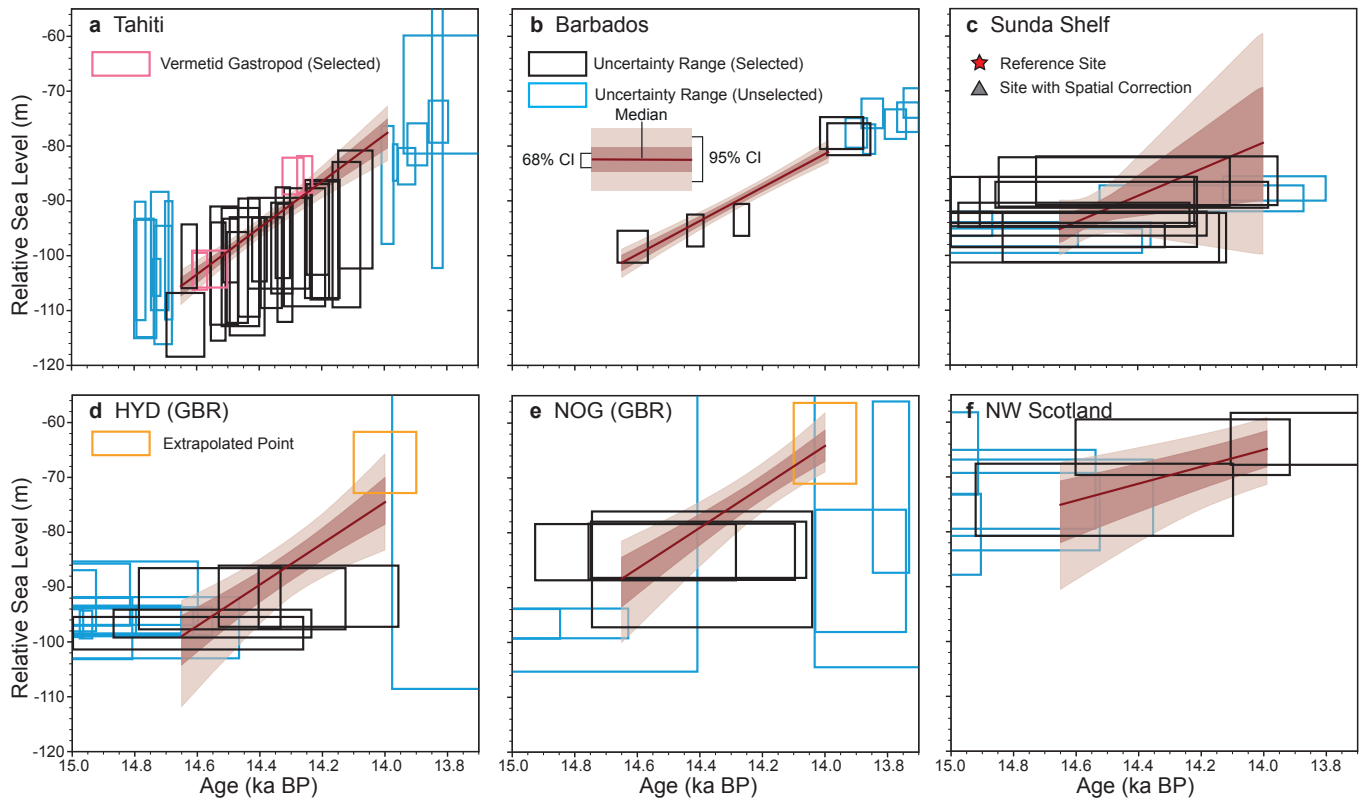 a Tahiti
Vermetid Gastropod (Selected)
b Barbados
Uncertainty Range (Selected)
Uncertainty Range (Unselected)
Median
68% CI
95% CI
c Sunda Shelf
Reference Site
Site with Spatial Correction
Relative Sea Level (m)
-60
-70
-80
-90
-100
-110
-120
d HYD (GBR)
Extrapolated Point
e NOG (GBR)
f NW Scotland
Relative Sea Level (m)
-60
-70
-80
-90
-100
-110
-120
15.0 14.8 14.6 14.4 14.2 14.0 13.8
15.0 14.8 14.6 14.4 14.2 14.0 13.8
15.0 14.8 14.6 14.4 14.2 14.0 13.8
Age (ka BP)
Age (ka BP)
Age (ka BP)